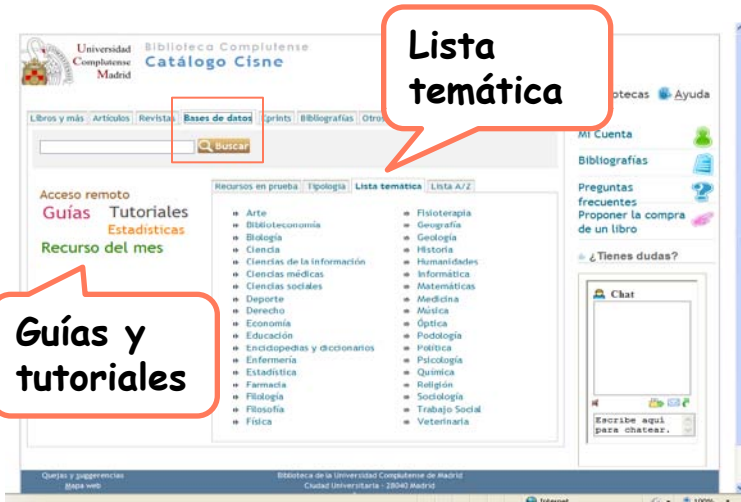 Universidad
Complutense
Madrid
Biblioteca Complutense
Catálogo Cisne
Lista
temática
Ayuda
Libros y más Artículos Revistas Bases de datos Eprints Bibliografías
Buscar
Mi Cuenta
Bibliografías
Preguntas
frecuentes
Proponer la compra
de un libro
¿Tienes dudas?
Acceso remoto
Guías Tutoriales
Estadísticas
Recurso del mes
Recursos en prueba Tipología Lista temática Lista A/Z
Arte
Biblioteconomía
Biología
Ciencia
Ciencias de la información
Ciencias médicas
Ciencias sociales
Deporte
Derecho
Economía
Educación
Enciclopedias y diccionarios
Enfermería
Estadística
Farmacia
Filología
Filosofía
Física
Fisioterapia
Geografía
Geología
Historia
Humanidades
Informática
Matemáticas
Medicina
Música
Óptica
Podología
Política
Psicología
Química
Religión
Sociología
Trabajo Social
Veterinaria
Chat
Escribe aquí
para chatear.
Guías y
tutoriales
Quejas y sugerencias
Mapa web
Biblioteca de la Universidad Complutense de Madrid
Ciudad Universitaria - 28040 Madrid
Internet
100%